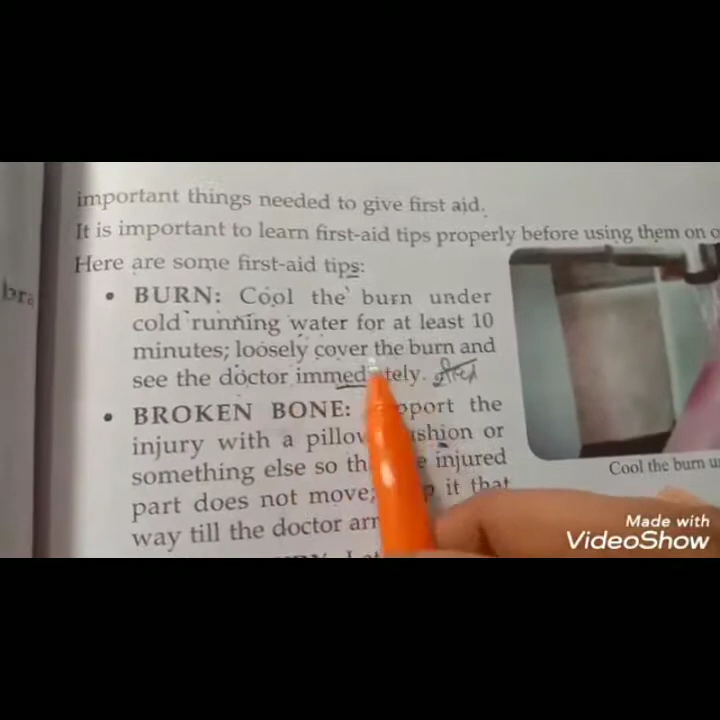 important things needed to give first aid.
It is important to learn first-aid tips properly before using them on
Here are some first-aid tips:
• BURN: Cool the burn under
cold running water for at least 10
minutes; loosely cover the burn and
see the doctor
• BROKEN BONE: the
injury with a or
something else so injured
part does not move; it that
way till the doctor
Cool the burn
Made with
VideoShow